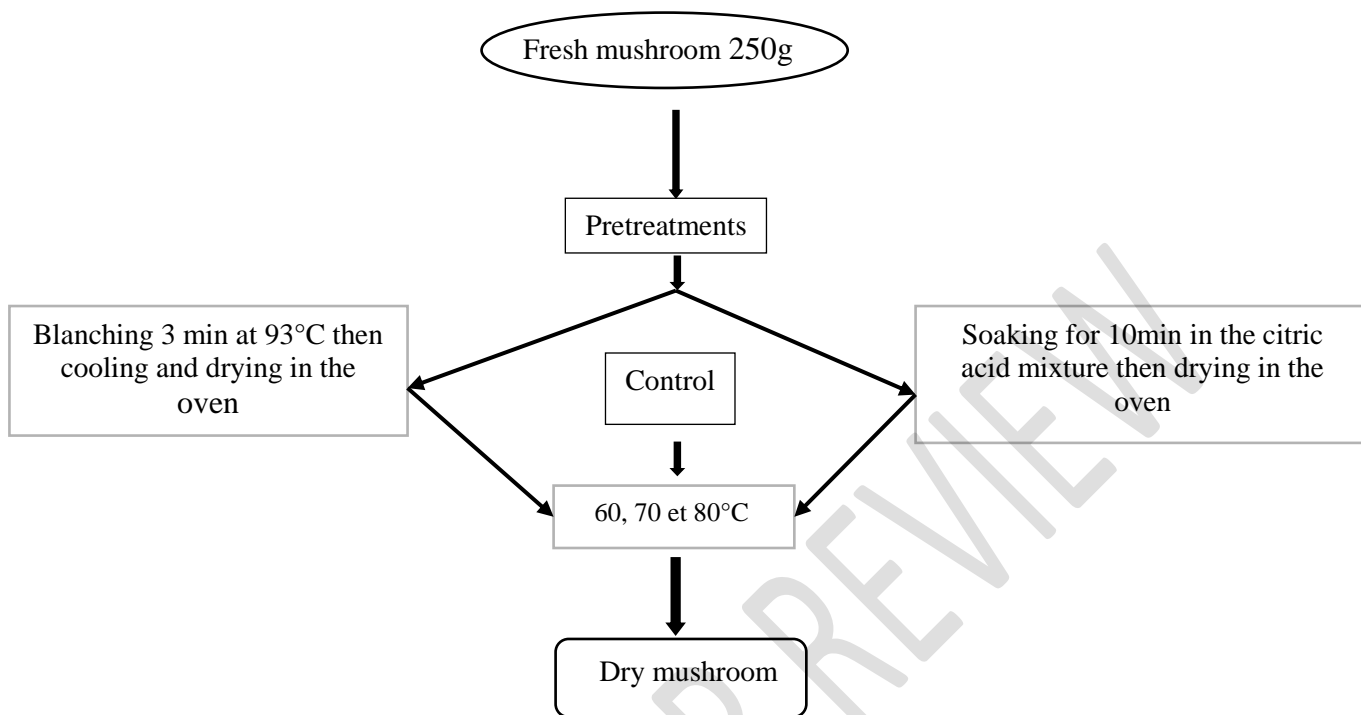 Fresh mushroom 250g
Pretreatments
Blanching 3 min at 93°C then
cooling and drying in the
oven
Control
Soaking for 10min in the citric
acid mixture then drying in the
oven
60, 70 et 80°C
Dry mushroom
REVIEW